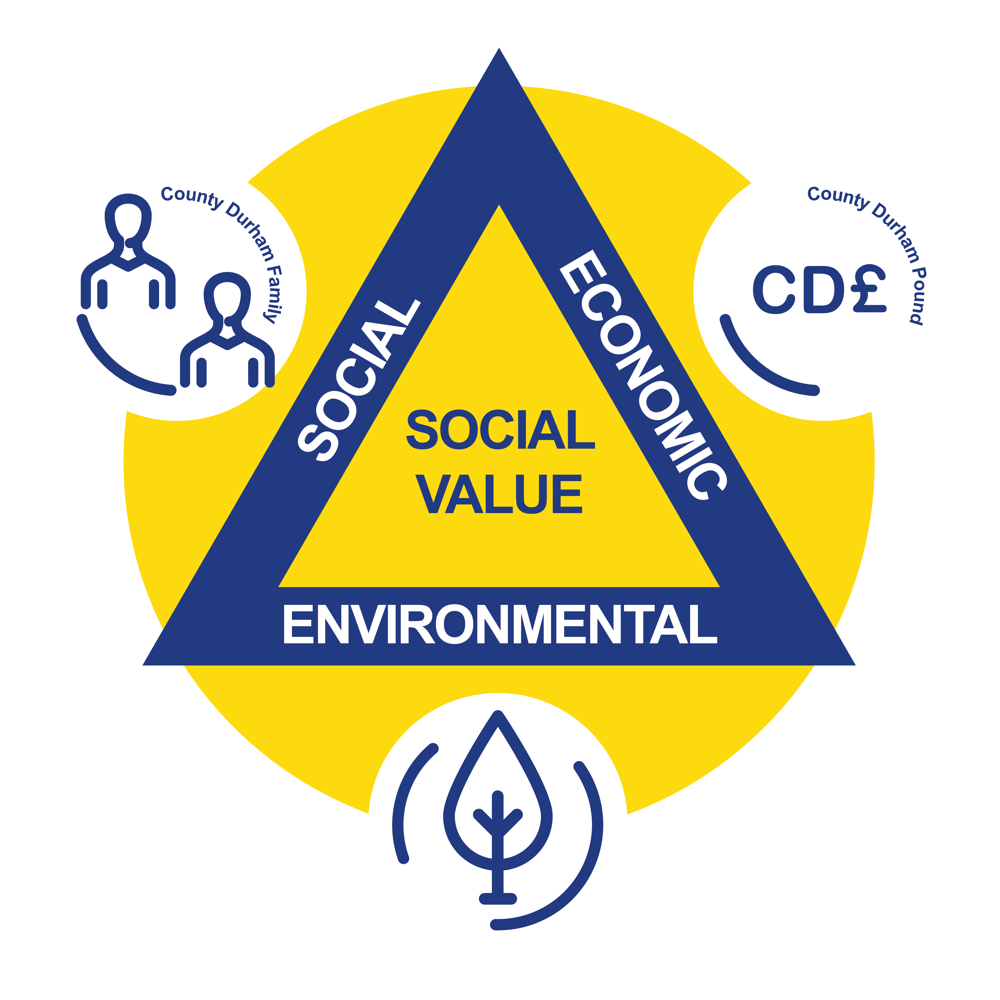 County Durham Family
County Durham Pound
CD£
SOCIAL
ECONOMIC
SOCIAL
VALUE
ENVIRONMENTAL